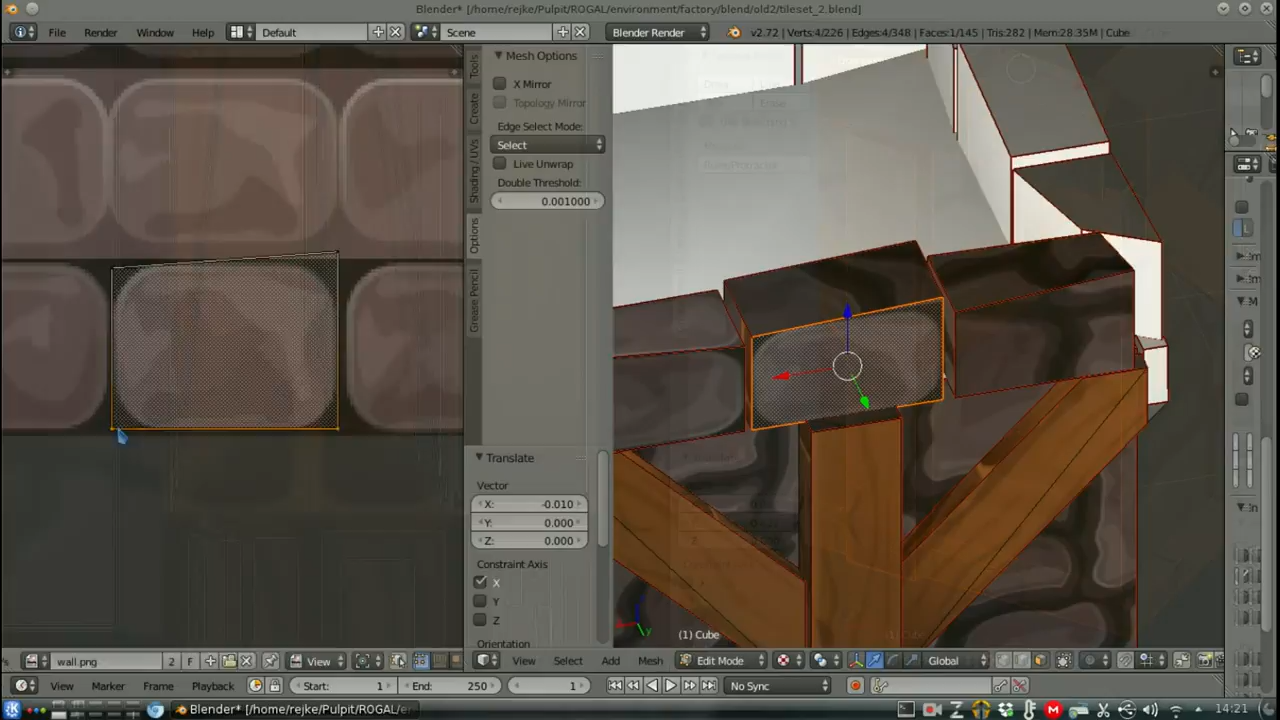 Blender* [/home/rejke/Pulpit/ROGAL/environment/factory/blend/old2/tileset_2.blend]
File Render Window Help Default Scene Blender Render v2.72 | Verts:4/226 | Edges:4/348 | Faces:1/145 | Tris:282 | Mem:28.35M | Cube
Tools
Create
Shading / UVs
Options
Grease Pencil
Mesh Options
X Mirror
Topology Mirror
Edge Select Mode:
Select
Live Unwrap
Double Threshold:
0.001000
Translate
Vector
X: -0.010
Y: 0.000
Z: 0.000
Constraint Axis
X
Y
Z
Orientation
(1) Cube
wall.png 2 F View View Select Add Mesh Edit Mode Global
View Marker Frame Playback Start: 1 End: 250 1 No Sync
Blender* [/home/rejke/Pulpit/ROGAL/e 14:21